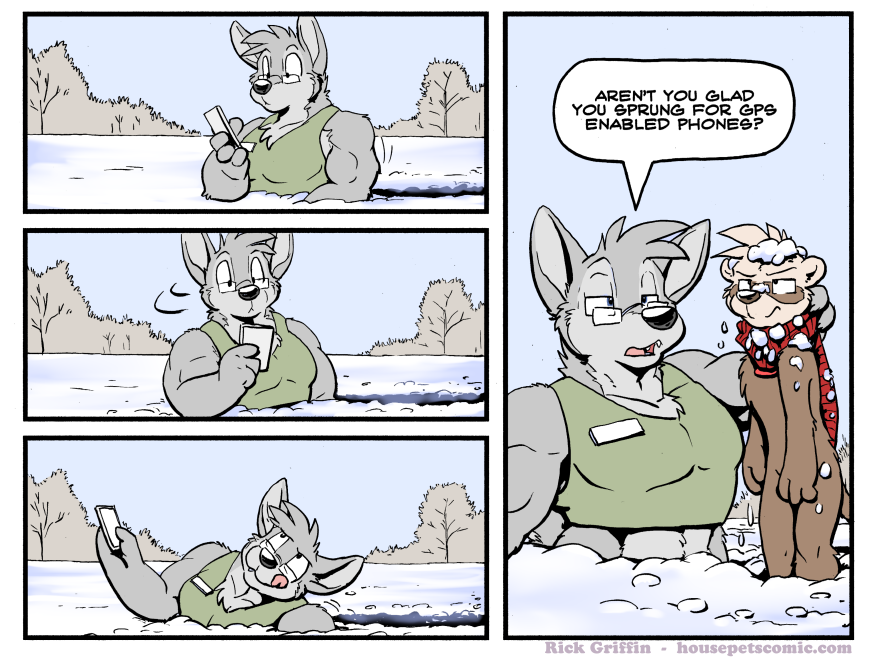 AREN'T YOU GLAD
YOU SPRUNG FOR GPS
ENABLED PHONES?
Rick Griffin - housepetscomic.com